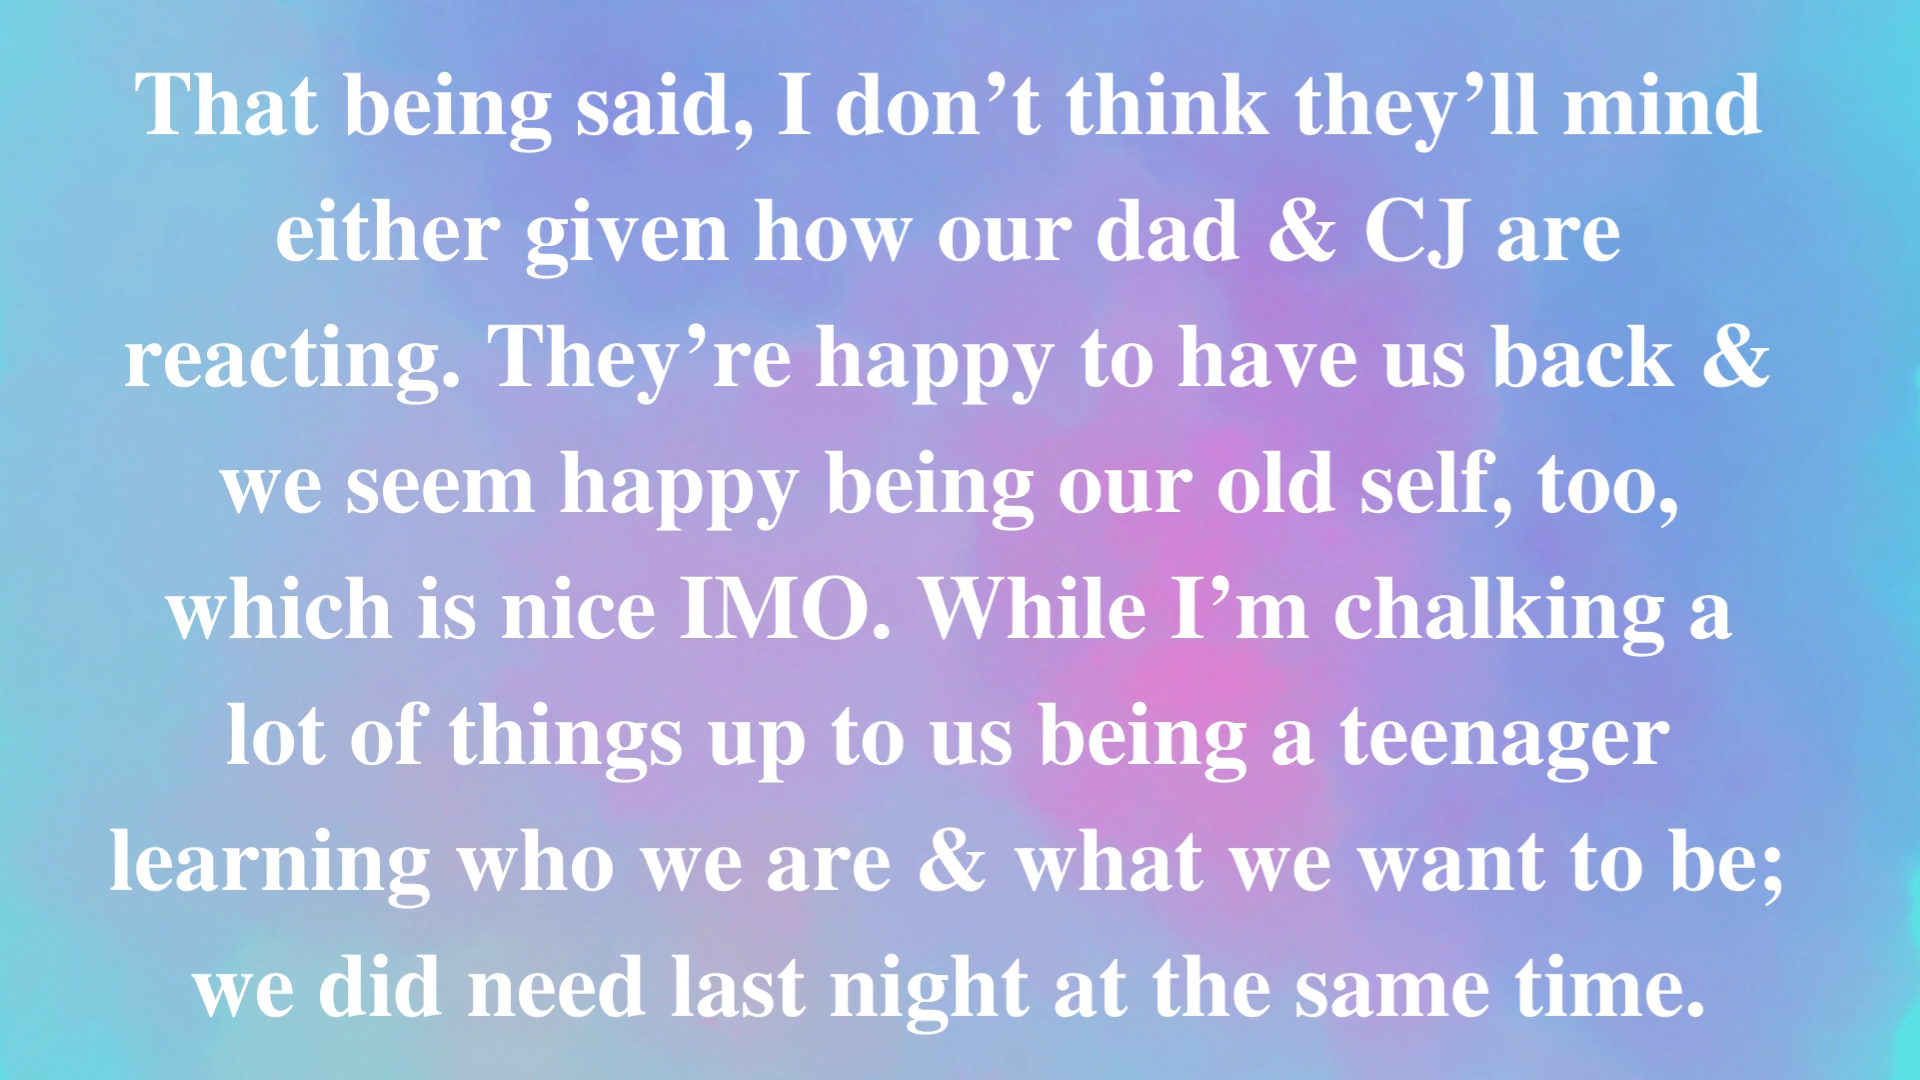 That being said, I don’t think they’ll mind
either given how our dad & CJ are
reacting. They’re happy to have us back &
we seem happy being our old self, too,
which is nice IMO. While I’m chalking a
lot of things up to us being a teenager
learning who we are & what we want to be;
we did need last night at the same time.